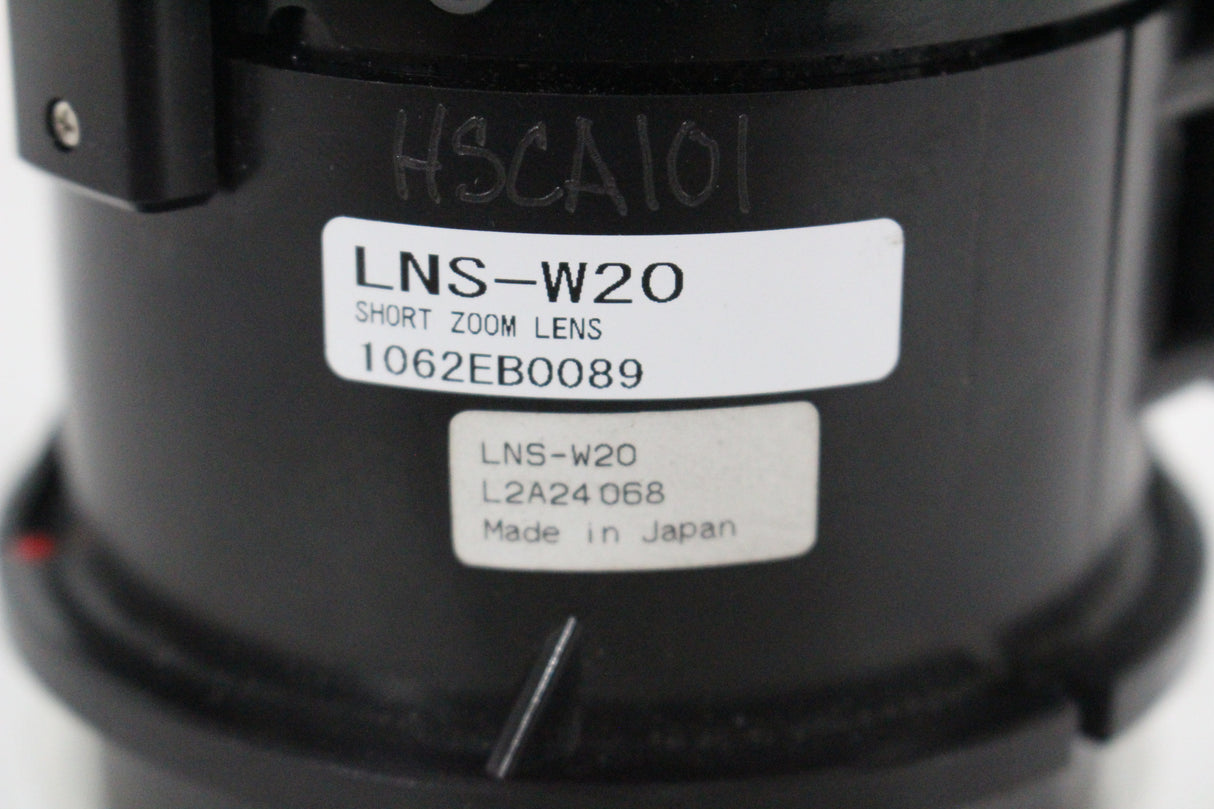 HSCA101
LNS-W20
SHORT ZOOM LENS
1062EB0089
LNS-W20
L2A24068
Made in Japan